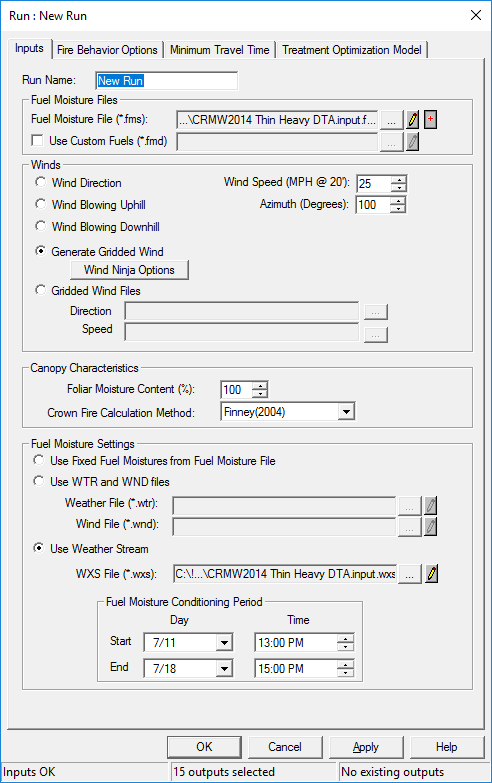 Run : New Run
Inputs Fire Behavior Options Minimum Travel Time Treatment Optimization Model
Run Name: New Run
Fuel Moisture Files
Fuel Moisture File (*.fms): ...\CRMW2014 Thin Heavy DTA.input.f... ...
Use Custom Fuels (*.fmd) ...
Winds
Wind Direction Wind Speed (MPH @ 20'): 25
Wind Blowing Uphill Azimuth (Degrees): 100
Wind Blowing Downhill
Generate Gridded Wind
Wind Ninja Options
Gridded Wind Files
Direction ...
Speed ...
Canopy Characteristics
Foliar Moisture Content (%): 100
Crown Fire Calculation Method: Finney(2004)
Fuel Moisture Settings
Use Fixed Fuel Moistures from Fuel Moisture File
Use WTR and WND files
Weather File (*.wtr): ...
Wind File (*.wnd): ...
Use Weather Stream
WXS File (*.wxs): C:\!...\CRMW2014 Thin Heavy DTA.input.wxs ...
Fuel Moisture Conditioning Period
Day Time
Start 7/11 13:00 PM
End 7/18 15:00 PM
OK Cancel Apply Help
Inputs OK 15 outputs selected No existing outputs